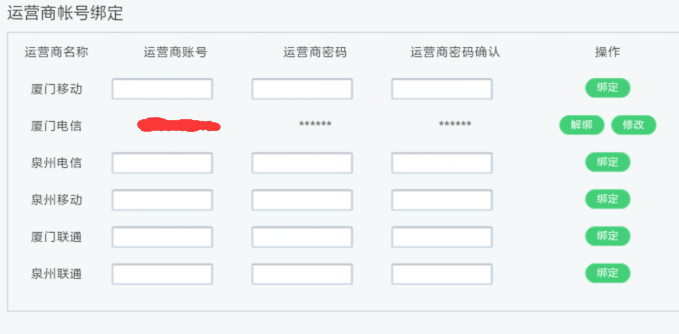 运营商帐号绑定
运营商名称 运营商账号 运营商密码 运营商密码确认 操作
厦门移动 绑定
厦门电信 ****** ****** 解绑 修改
泉州电信 绑定
泉州移动 绑定
厦门联通 绑定
泉州联通 绑定